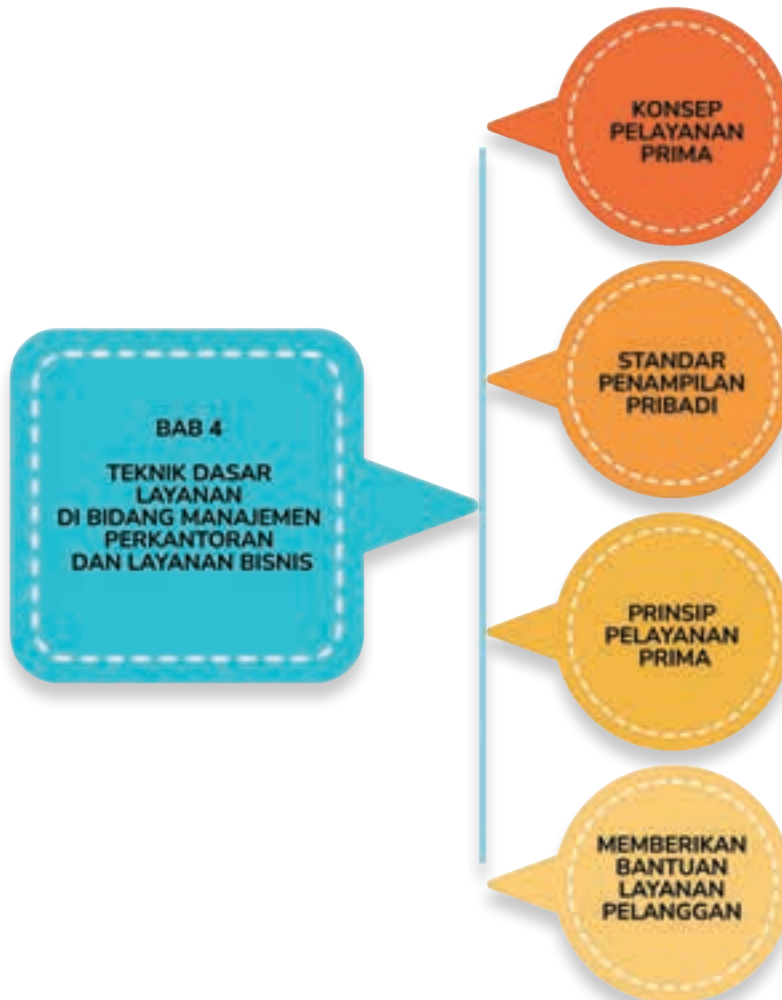 BAB 4
TEKNIK DASAR
LAYANAN
DI BIDANG MANAJEMEN
PERKANTORAN
DAN LAYANAN BISNIS
KONSEP
PELAYANAN
PRIMA
STANDAR
PENAMPILAN
PRIBADI
PRINSIP
PELAYANAN
PRIMA
MEMBERIKAN
BANTUAN
LAYANAN
PELANGGAN